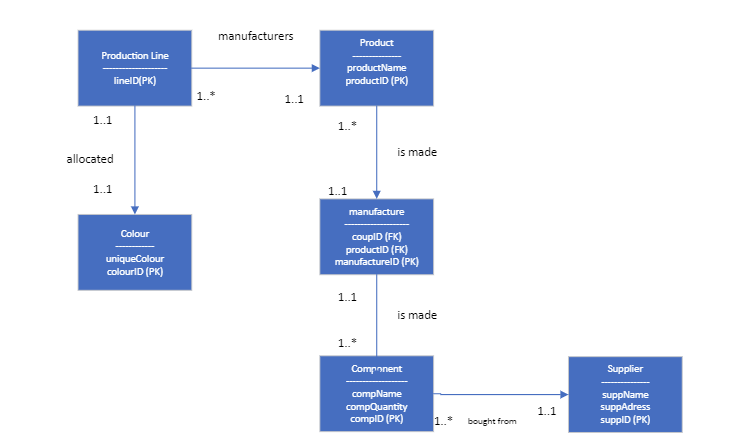 manufacturers
Production Line
lineID(PK)
1..*
1..1
Product
productName
productID (PK)
1..1
allocated
1..1
1..*
is made
1..1
Colour
uniqueColour
colourID (PK)
manufacture
coupID (FK)
productID (FK)
manufactureID (PK)
1..1
is made
1..*
Component
compName
compQuantity
compID (PK)
1..*
bought from
1..1
Supplier
suppName
suppAdress
suppID (PK)